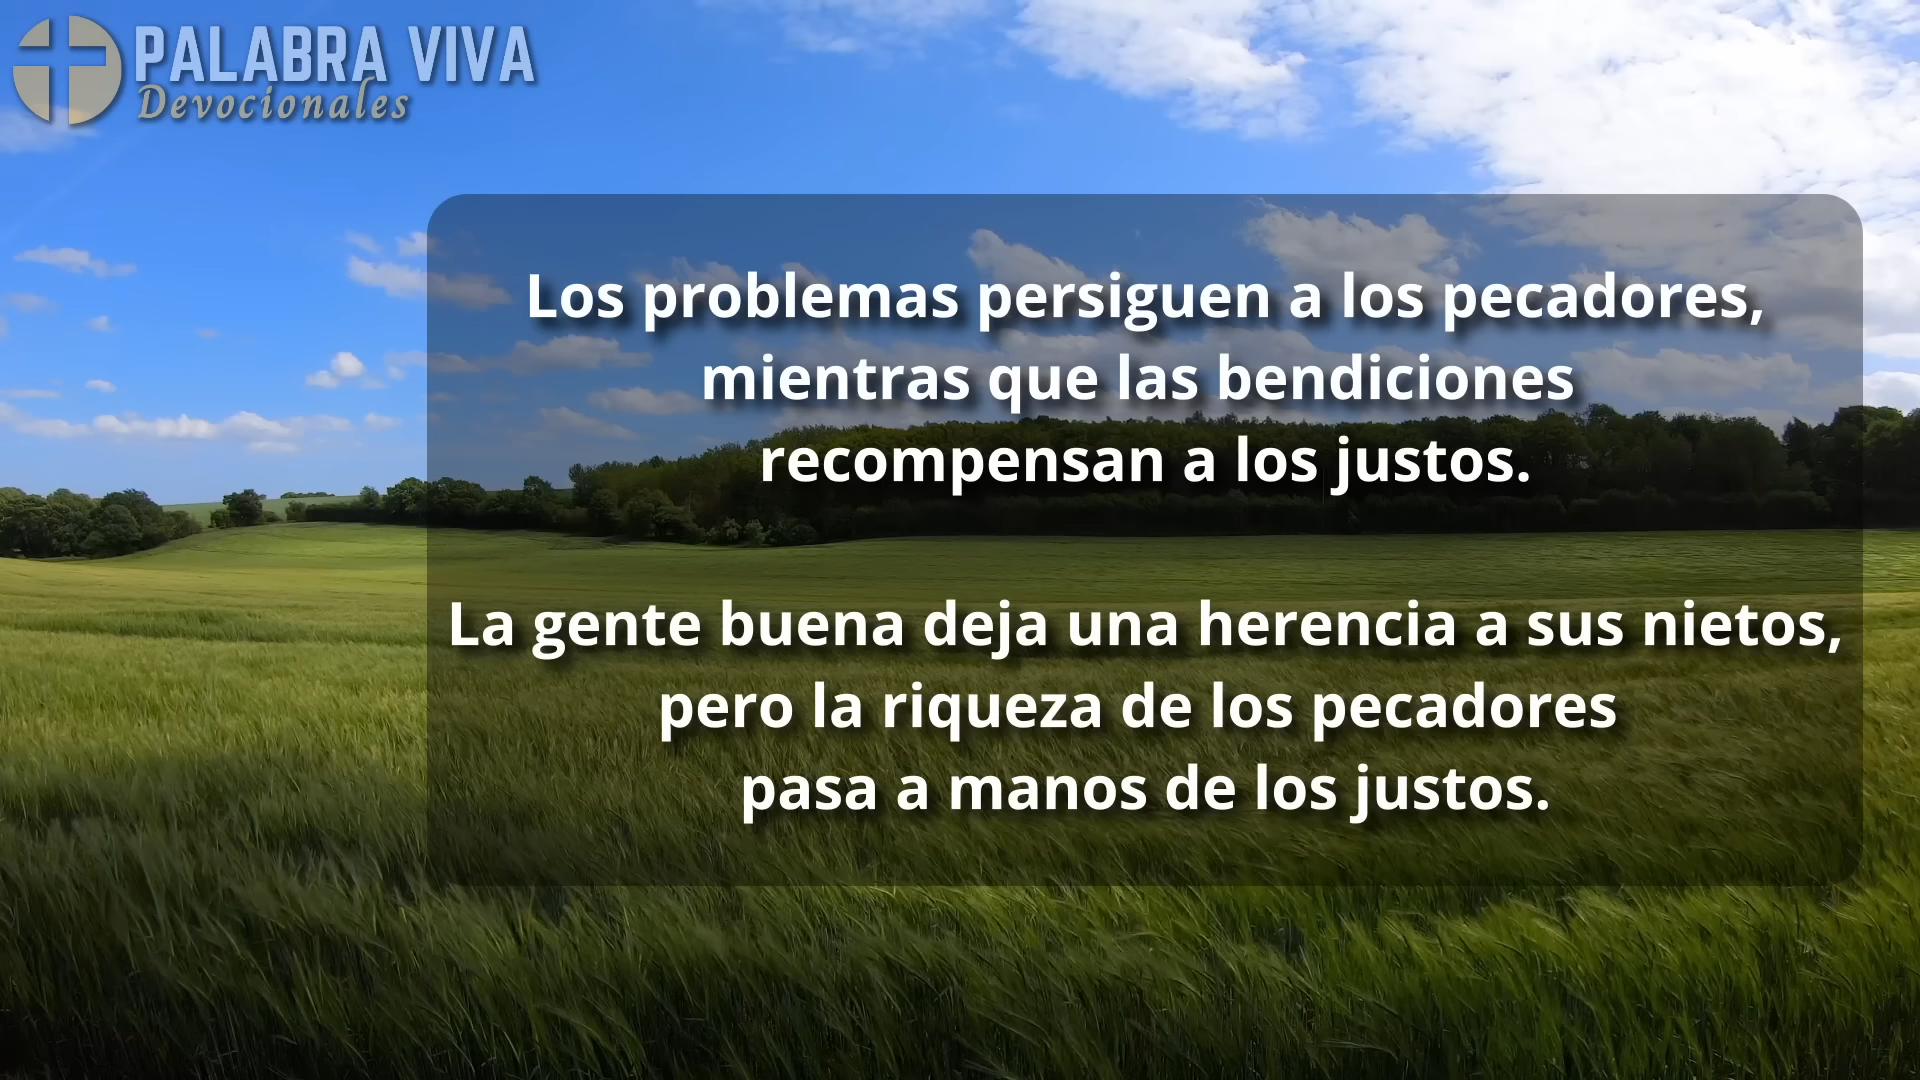 PALABRA VIVA
Devocionales
Los problemas persiguen a los pecadores,
mientras que las bendiciones
recompensan a los justos.
La gente buena deja una herencia a sus nietos,
pero la riqueza de los pecadores
pasa a manos de los justos.